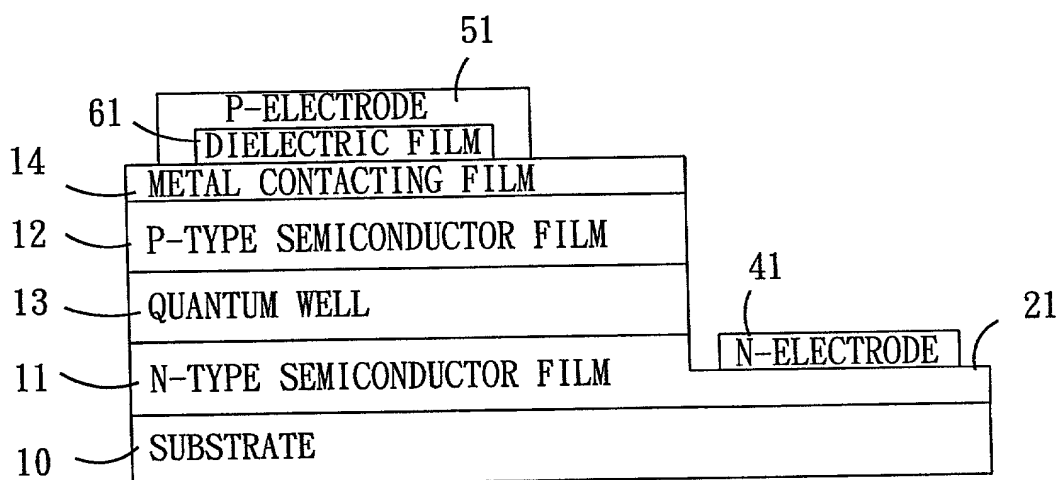 51
P-ELECTRODE
61
DIELECTRIC FILM
14
METAL CONTACTING FILM
12
P-TYPE SEMICONDUCTOR FILM
13
QUANTUM WELL
41
21
N-ELECTRODE
11
N-TYPE SEMICONDUCTOR FILM
10
SUBSTRATE